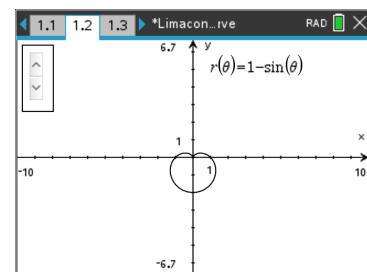 1.1 1.2 1.3 *Limacon...rve RAD
6.7 y
r(θ)=1−sin(θ)
1
x
-10 1 10
-6.7